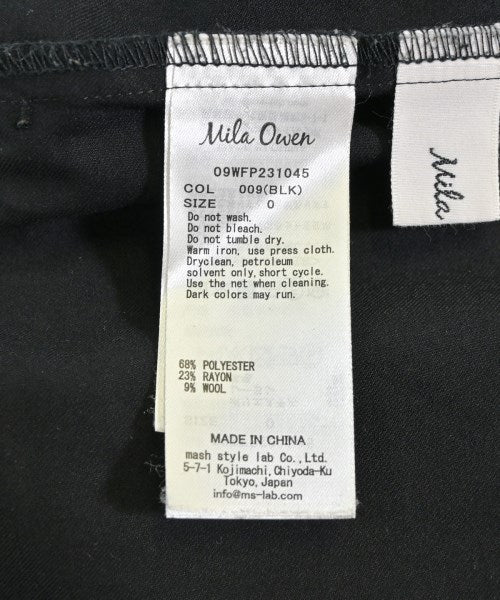 Mila Owen
09WFP231045
COL 009(BLK)
SIZE 0
Do not wash.
Do not bleach.
Do not tumble dry.
Warm iron, use press cloth.
Dryclean, petroleum
solvent only, short cycle.
Use the net when cleaning.
Dark colors may run.
68% POLYESTER
23% RAYON
9% WOOL
MADE IN CHINA
mash style lab Co., Ltd.
5-7-1 Kojimachi, Chiyoda-Ku
Tokyo, Japan
info@ms-lab.com
Mila